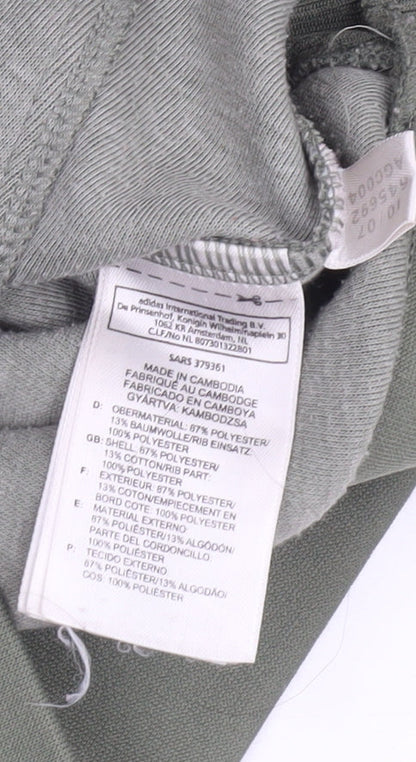 adidas International Trading B.V.
De Prinsenhof, Konigin Wilhelminaplein 30
1062 KR Amsterdam, NL
C.I.F/No NL 807301322B01
SARS 379361
MADE IN CAMBODIA
FABRIQUÉ AU CAMBODGE
FABRICADO EN CAMBOYA
GYÁRTVA: KAMBODZSA
D: OBERMATERIAL: 87% POLYESTER/
13% BAUMWOLLE/RIB EINSATZ:
100% POLYESTER
GB: SHELL: 87% POLYESTER/
13% COTTON/RIB PART:
100% POLYESTER
F: EXTERIEUR: 87% POLYESTER/
13% COTON/EMPIECEMENT EN
BORD COTE: 100% POLYESTER
E: MATERIAL EXTERNO:
87% POLIÉSTER/13% ALGODÓN/
PARTE DEL CORDONCILLO:
100% POLIÉSTER
P: TECIDO EXTERNO:
87% POLIÉSTER/13% ALGODÃO/
CÓS: 100% POLIÉSTER
10 / 07
645692
AGC004